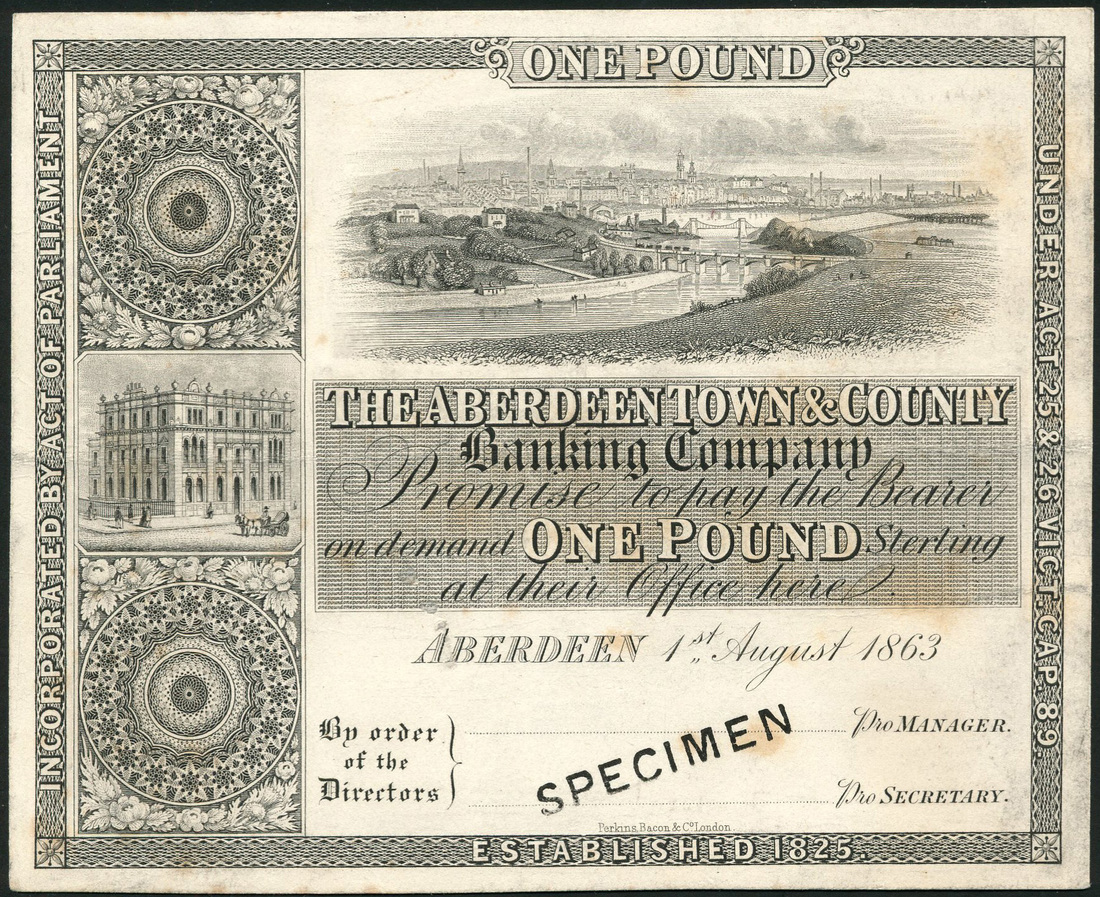 ONE POUND
INCORPORATED BY ACT OF PARLIAMENT
UNDER ACT 25 & 26 VICT. CAP 89.
THE ABERDEEN TOWN & COUNTY
Banking Company
Promise to pay the Bearer
on demand ONE POUND Sterling
at their Office here.
ABERDEEN 1st August 1863
By order
of the
Directors
Pro MANAGER.
SPECIMEN
Pro SECRETARY.
Perkins, Bacon & Co. London.
ESTABLISHED 1825.